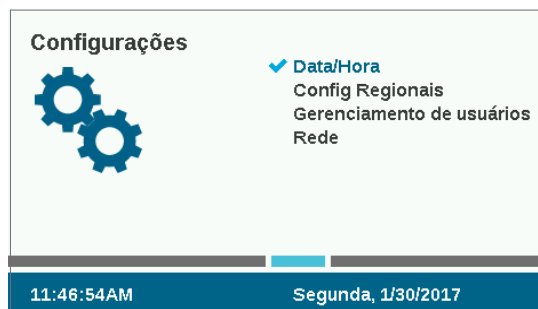 Configurações
Data/Hora
Config Regionais
Gerenciamento de usuários
Rede
11:46:54AM
Segunda, 1/30/2017